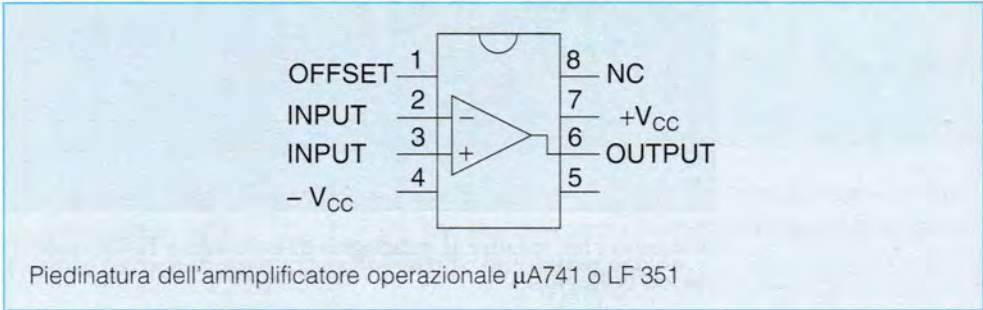 OFFSET 1 8 NC
INPUT 2 7 +VCC
INPUT 3 6 OUTPUT
– VCC 4 5
– 
+
Piedinatura dell'ammplificatore operazionale µA741 o LF 351